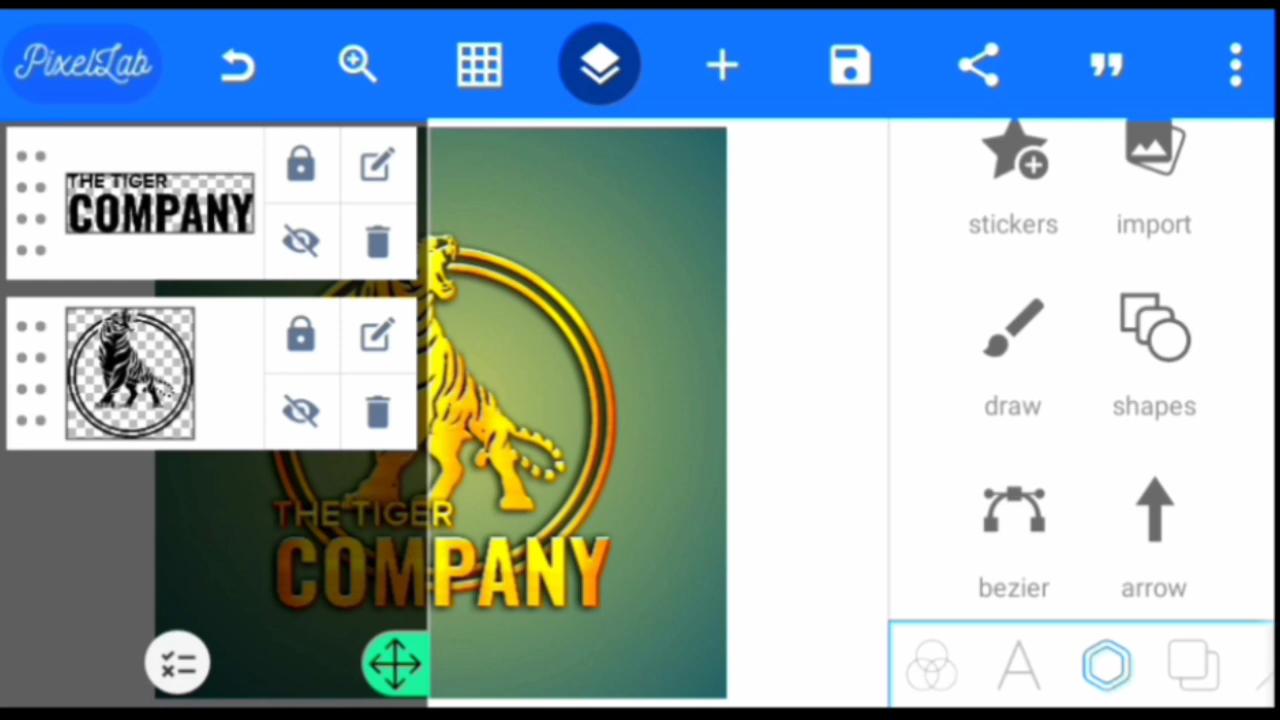 PixelLab
THE TIGER
COMPANY
THE TIGER
COMPANY
stickers
import
draw
shapes
bezier
arrow
A